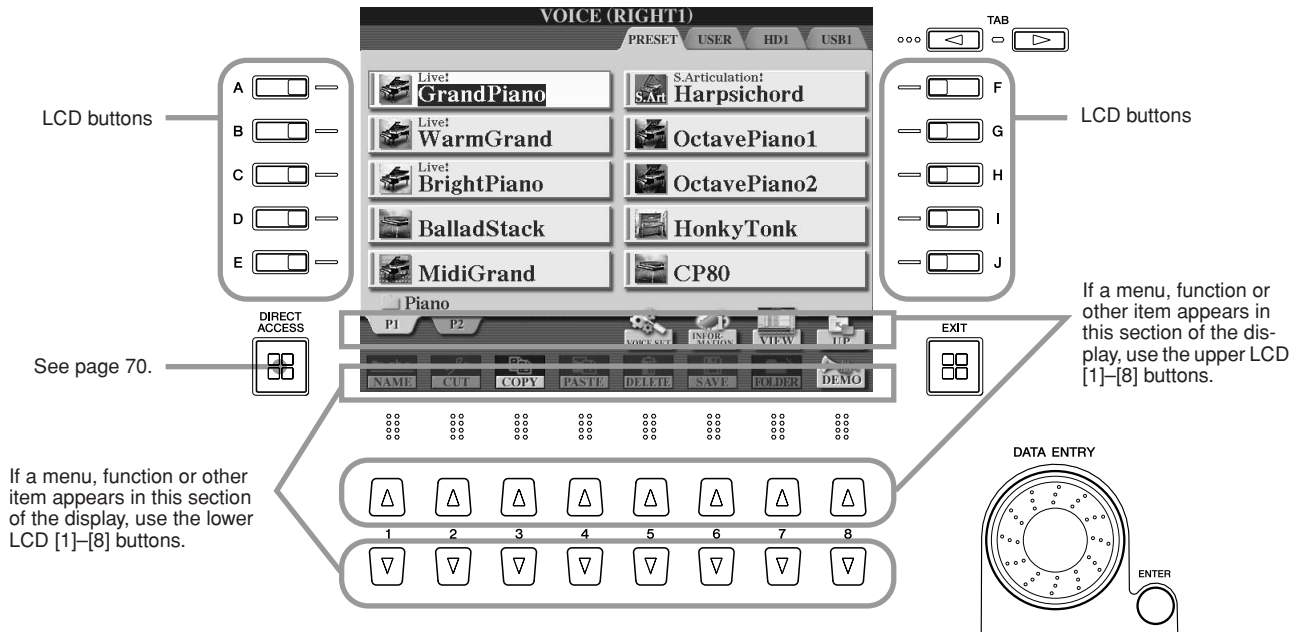 VOICE (RIGHT1)
PRESET USER HD1 USB1
TAB
LCD buttons
A
B
C
D
E
Live!
GrandPiano
Live!
WarmGrand
Live!
BrightPiano
BalladStack
MidiGrand
S.Art
S.Articulation!
Harpsichord
OctavePiano1
OctavePiano2
HonkyTonk
CP80
F
G
H
I
J
LCD buttons
Piano
P1 P2
VOICE SET
INFOR-
MATION
VIEW
UP
NAME CUT COPY PASTE DELETE SAVE FOLDER DEMO
DIRECT
ACCESS
See page 70.
EXIT
If a menu, function or
other item appears in
this section of the dis-
play, use the upper LCD
[1]–[8] buttons.
If a menu, function or other
item appears in this section
of the display, use the lower
LCD [1]–[8] buttons.
1 2 3 4 5 6 7 8
DATA ENTRY
ENTER